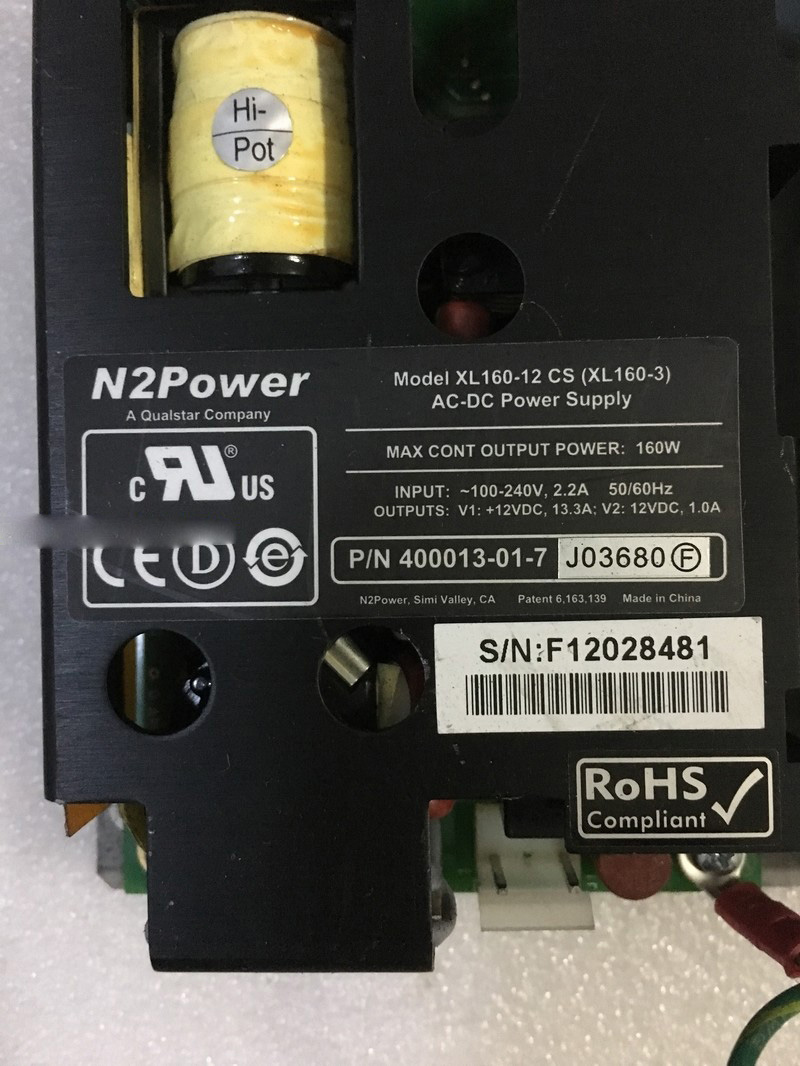 Hi-
Pot
N2Power
A Qualstar Company
Model XL160-12 CS (XL160-3)
AC-DC Power Supply
MAX CONT OUTPUT POWER: 160W
INPUT: ~100-240V, 2.2A 50/60Hz
OUTPUTS: V1: +12VDC, 13.3A; V2: 12VDC, 1.0A
C RU® US
CE D e
P/N 400013-01-7 J03680 F
N2Power, Simi Valley, CA Patent 6,163,139 Made in China
S/N:F12028481
RoHS
Compliant